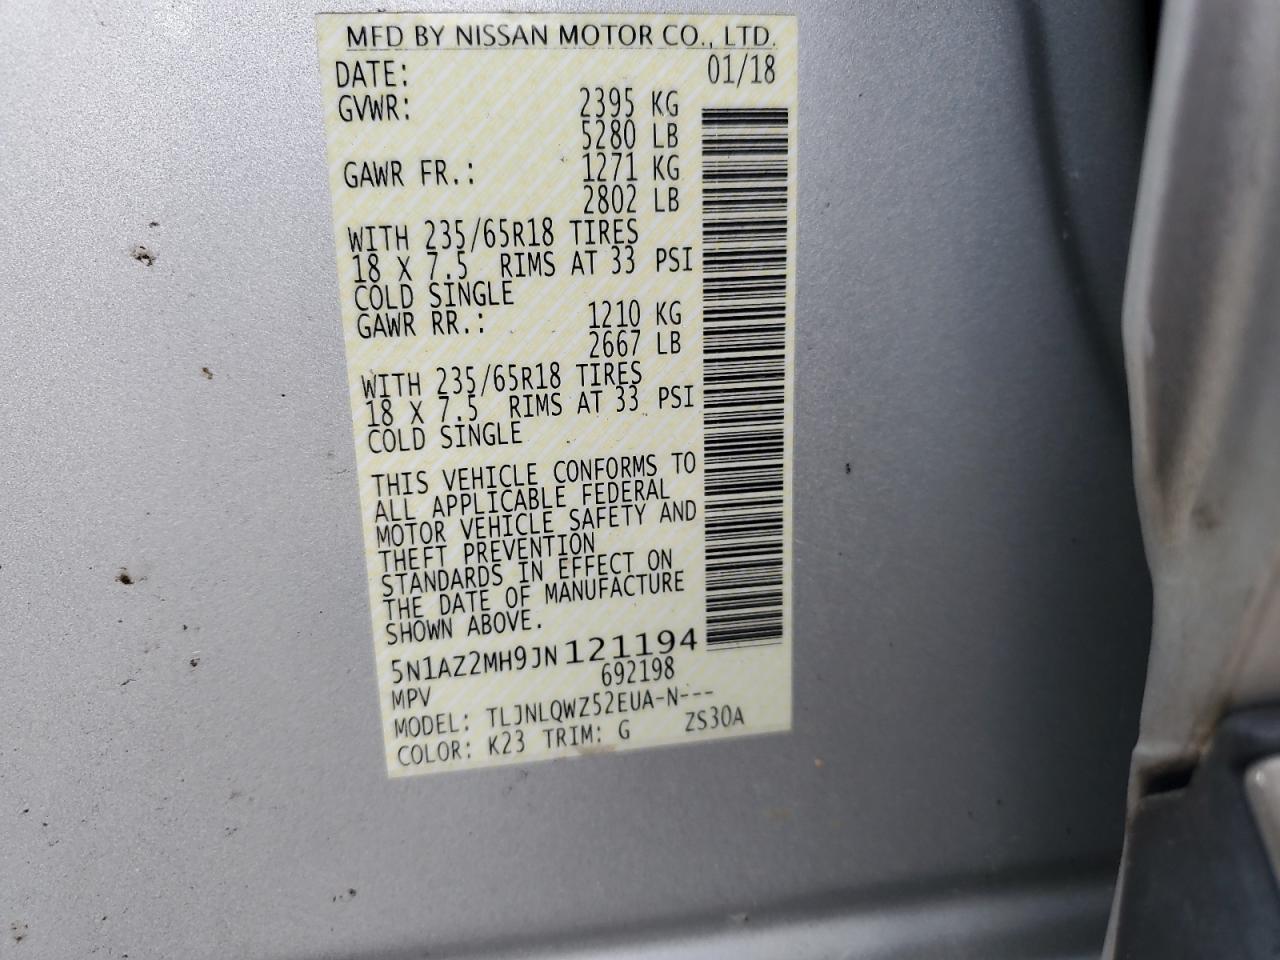 MFD BY NISSAN MOTOR CO., LTD.
DATE: 01/18
GVWR: 2395 KG
5280 LB
GAWR FR.: 1271 KG
2802 LB
WITH 235/65R18 TIRES
18 X 7.5 RIMS AT 33 PSI
COLD SINGLE
GAWR RR.: 1210 KG
2667 LB
WITH 235/65R18 TIRES
18 X 7.5 RIMS AT 33 PSI
COLD SINGLE
THIS VEHICLE CONFORMS TO
ALL APPLICABLE FEDERAL
MOTOR VEHICLE SAFETY AND
THEFT PREVENTION
STANDARDS IN EFFECT ON
THE DATE OF MANUFACTURE
SHOWN ABOVE.
5N1AZ2MH9JN121194
MPV 692198
MODEL: TLJNLQWZ52EUA-N---
COLOR: K23 TRIM: G ZS30A